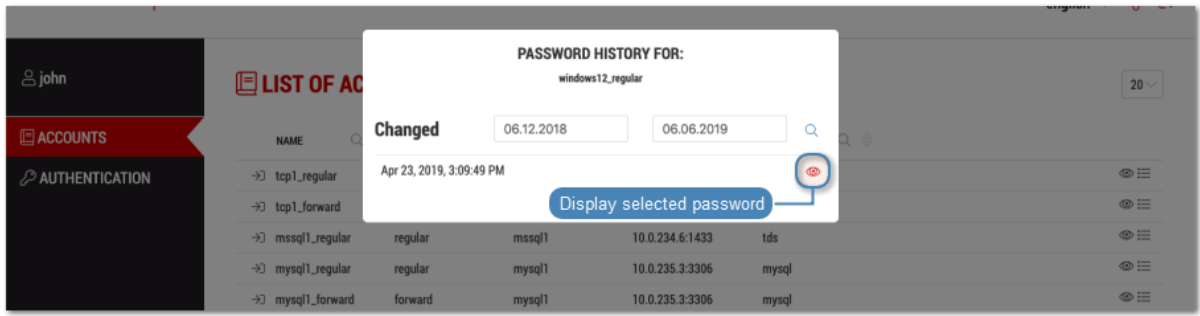 PASSWORD HISTORY FOR:
windows12_regular
john
LIST OF AC
20
ACCOUNTS
NAME
Changed
06.12.2018
06.06.2019
AUTHENTICATION
Apr 23, 2019, 3:09:49 PM
tcp1_regular
Display selected password
tcp1_forward
mssql1_regular regular mssql1 10.0.234.6:1433 tds
mysql1_regular regular mysql1 10.0.235.3:3306 mysql
mysql1_forward forward mysql1 10.0.235.3:3306 mysql